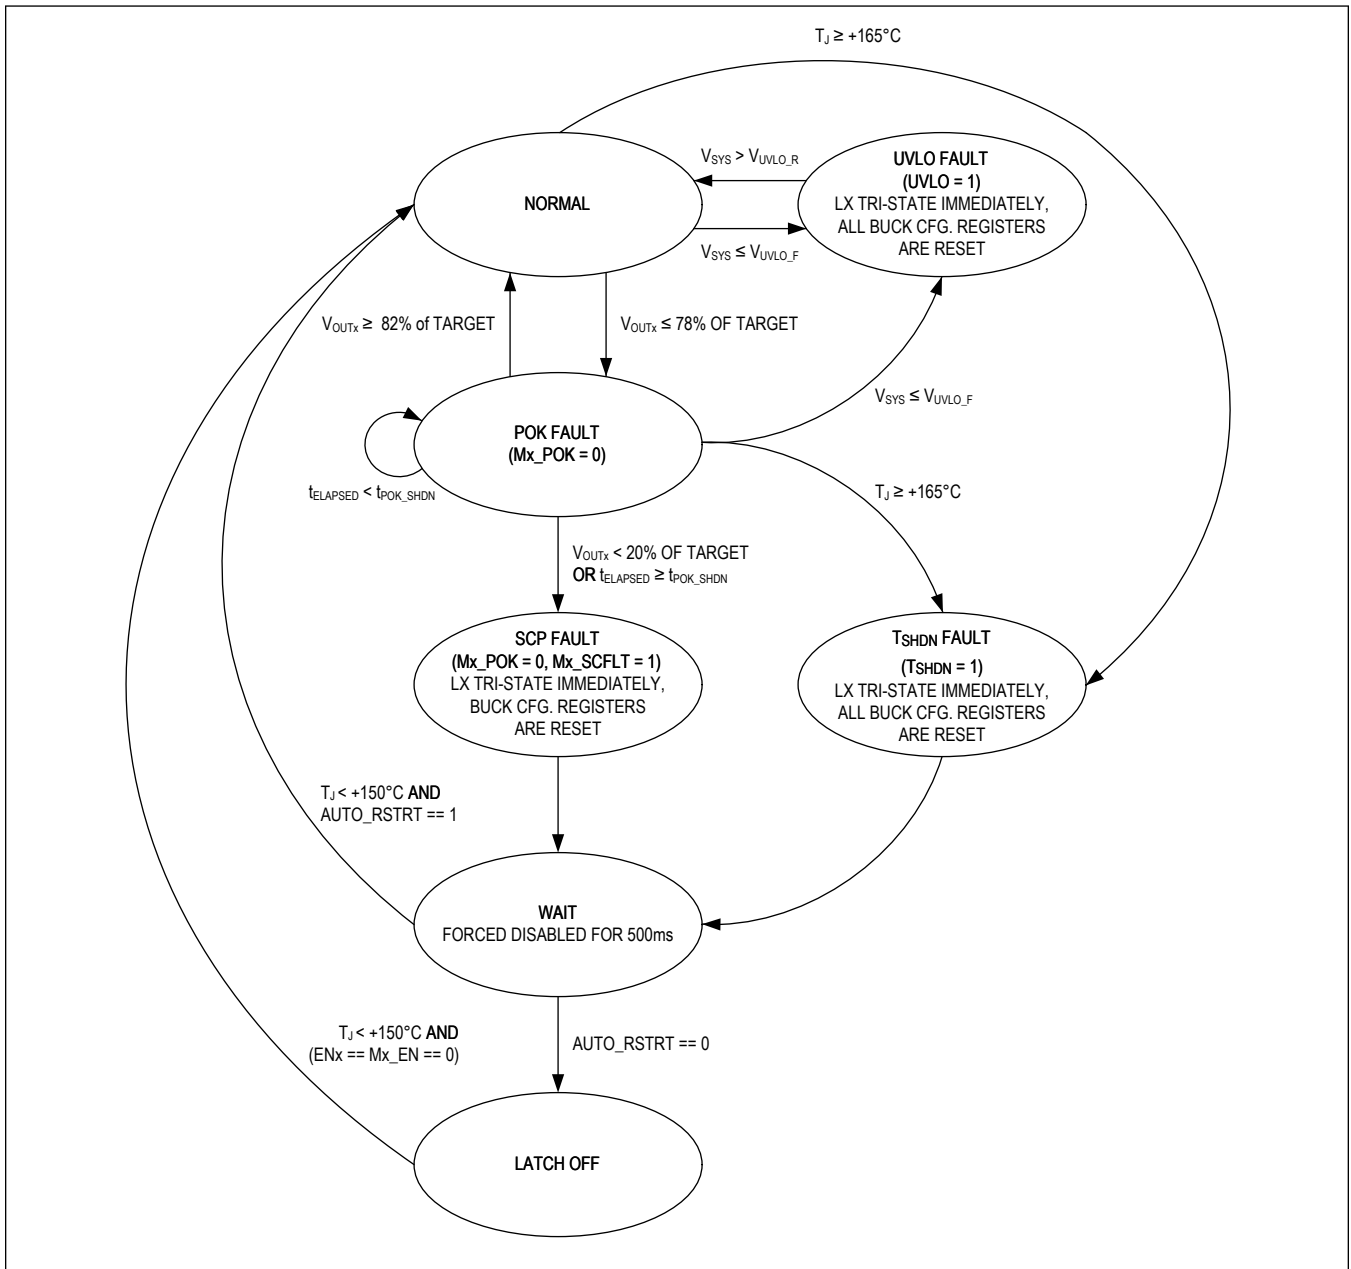 TJ ≥ +165°C
NORMAL
VSYS > VUVLO_R
VSYS ≤ VUVLO_F
UVLO FAULT
(UVLO = 1)
LX TRI-STATE IMMEDIATELY,
ALL BUCK CFG. REGISTERS
ARE RESET
VOUTx ≥ 82% of TARGET
VOUTx ≤ 78% OF TARGET
VSYS ≤ VUVLO_F
POK FAULT
(Mx_POK = 0)
tELAPSED < tPOK_SHDN
TJ ≥ +165°C
VOUTx < 20% OF TARGET
OR tELAPSED ≥ tPOK_SHDN
SCP FAULT
(Mx_POK = 0, Mx_SCFLT = 1)
LX TRI-STATE IMMEDIATELY,
BUCK CFG. REGISTERS
ARE RESET
TSHDN FAULT
(TSHDN = 1)
LX TRI-STATE IMMEDIATELY,
ALL BUCK CFG. REGISTERS
ARE RESET
TJ < +150°C AND
AUTO_RSTRT == 1
WAIT
FORCED DISABLED FOR 500ms
TJ < +150°C AND
(ENx == Mx_EN == 0)
AUTO_RSTRT == 0
LATCH OFF